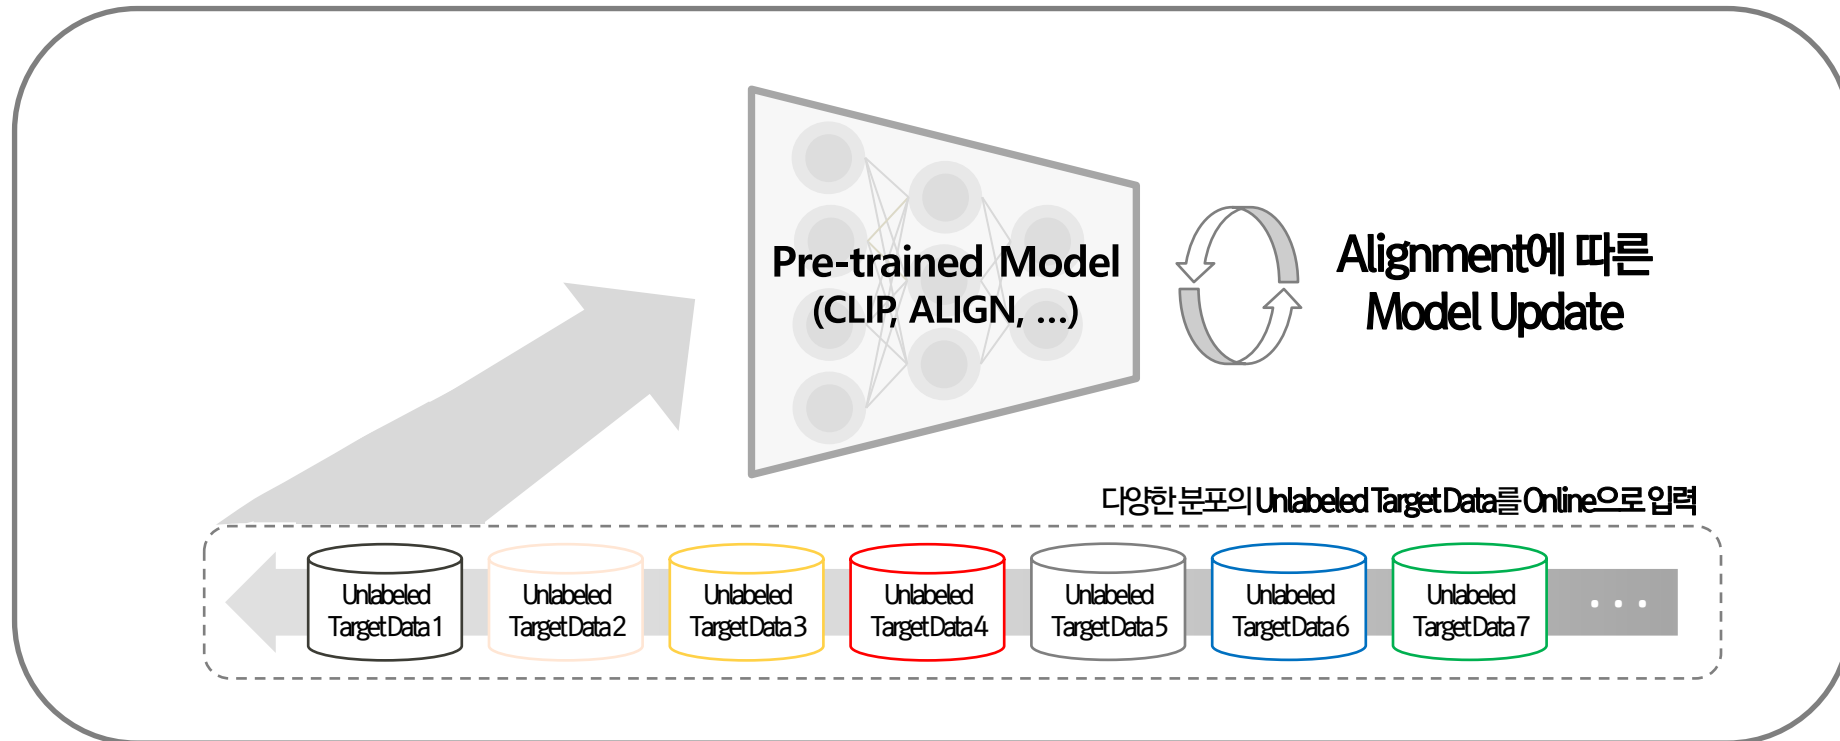 Pre-trained Model
(CLIP, ALIGN, ...)
Alignment에 따른
Model Update
다양한 분포의 Unlabeled Target Data를 Online으로 입력
Unlabeled
Target Data 1
Unlabeled
Target Data 2
Unlabeled
Target Data 3
Unlabeled
Target Data 4
Unlabeled
Target Data 5
Unlabeled
Target Data 6
Unlabeled
Target Data 7
...